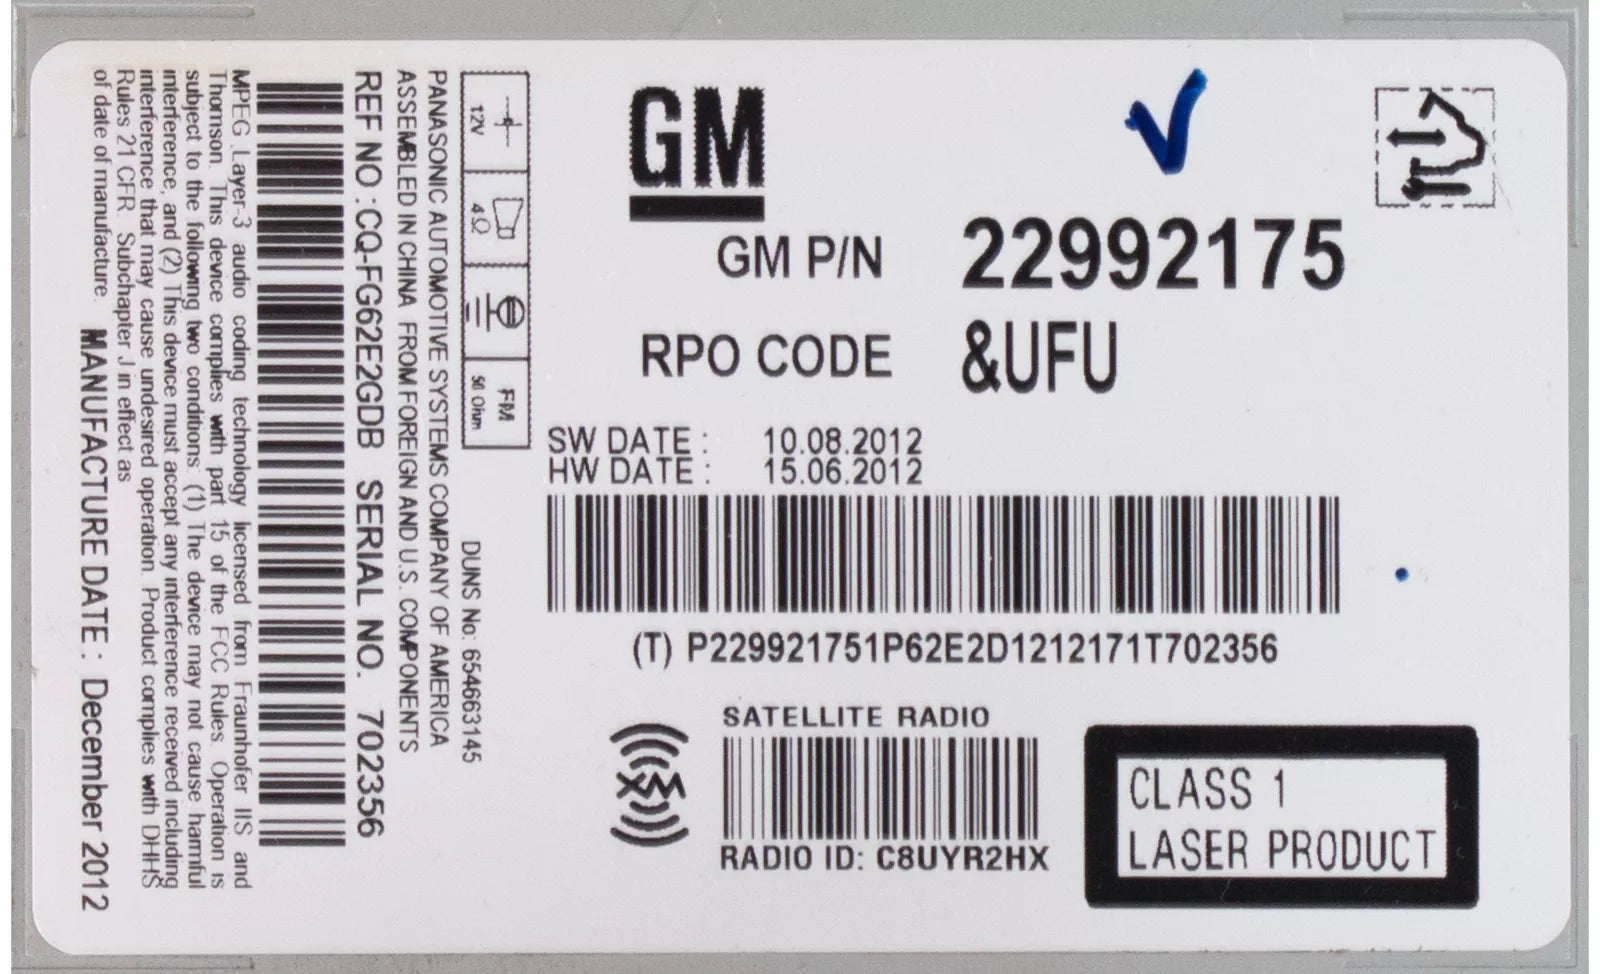 GM
GM P/N 22992175
RPO CODE &UFU
SW DATE : 10.08.2012
HW DATE : 15.06.2012
(T) P229921751P62E2D1212171T702356
SATELLITE RADIO
RADIO ID: C8UYR2HX
CLASS 1
LASER PRODUCT
12V
4Ω
FM
50 Ohm
DUNS No: 654663145
PANASONIC AUTOMOTIVE SYSTEMS COMPANY OF AMERICA
ASSEMBLED IN CHINA FROM FOREIGN AND U.S. COMPONENTS
REF NO : CQ-FG62E2GDB SERIAL NO. 702356
MPEG Layer-3 audio coding technology licensed from Fraunhofer IIS and
Thomson. This device complies with part 15 of the FCC Rules. Operation is
subject to the following two conditions: (1) The device may not cause harmful
interference, and (2) This device must accept any interference received including
interference that may cause undesired operation. Product complies with DHHS
Rules 21 CFR Subchapter J in effect as
of date of manufacture.
MANUFACTURE DATE : December 2012